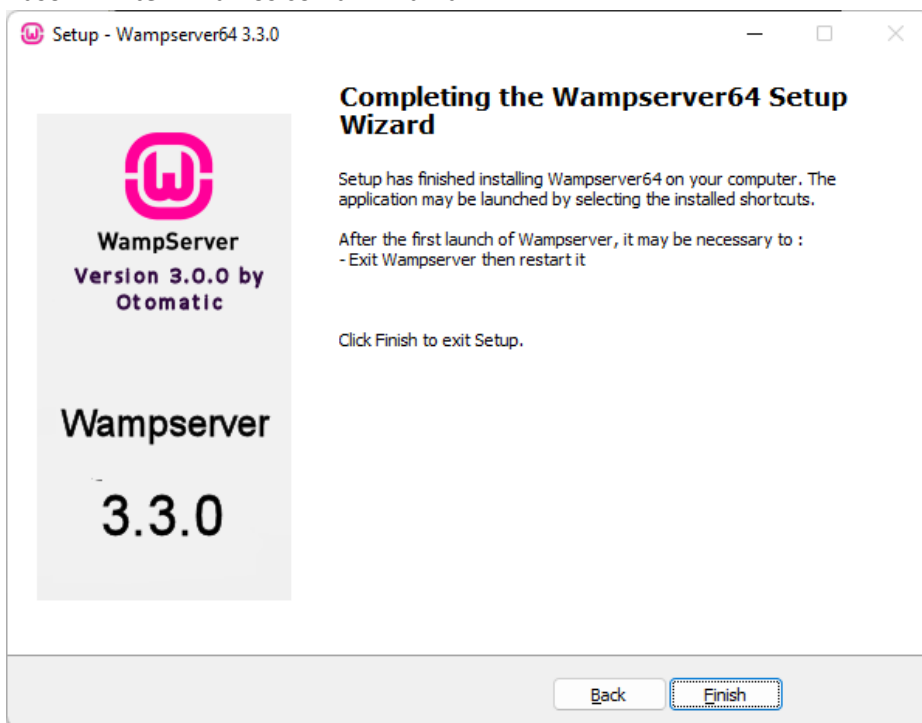 Setup - Wampserver64 3.3.0
Completing the Wampserver64 Setup
Wizard
Setup has finished installing Wampserver64 on your computer. The
application may be launched by selecting the installed shortcuts.
After the first launch of Wampserver, it may be necessary to :
- Exit Wampserver then restart it
Click Finish to exit Setup.
WampServer
Version 3.0.0 by
Otomatic
Wampserver
3.3.0
Back
Finish